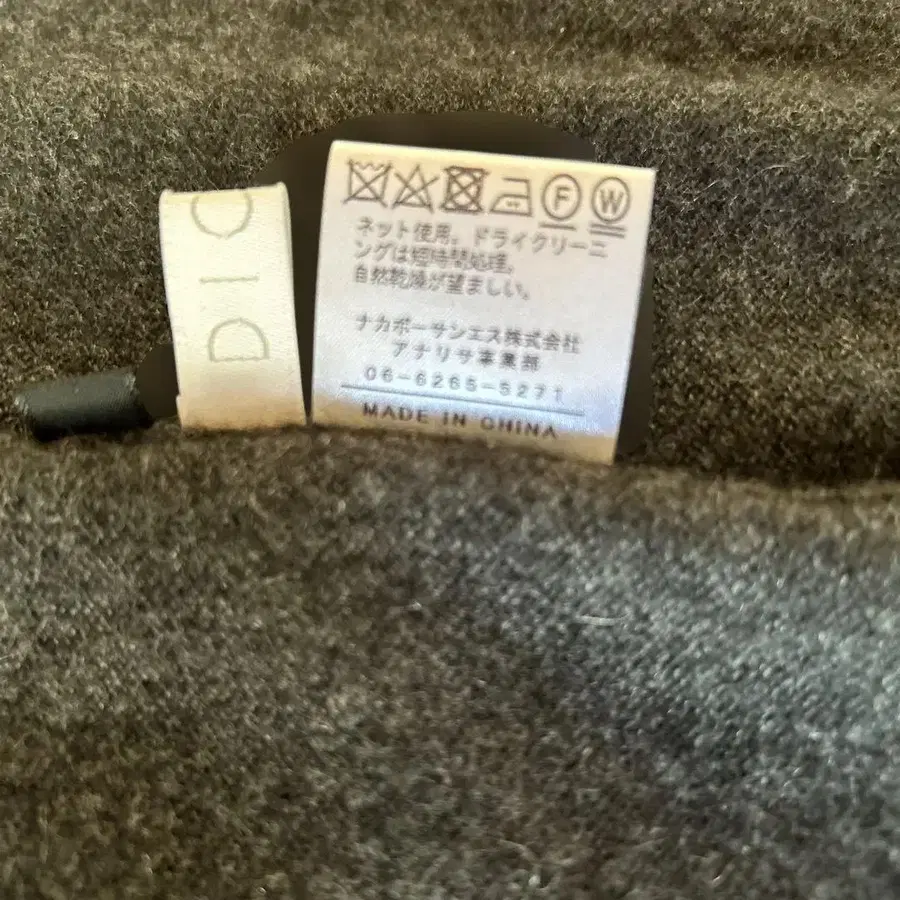 DIC
F W
ネット使用。ドライクリーニ
ングは短時間処理。
自然乾燥が望ましい。
ナカボーサシエス株式会社
アナリサ事業部
06-6265-5271
MADE IN CHINA